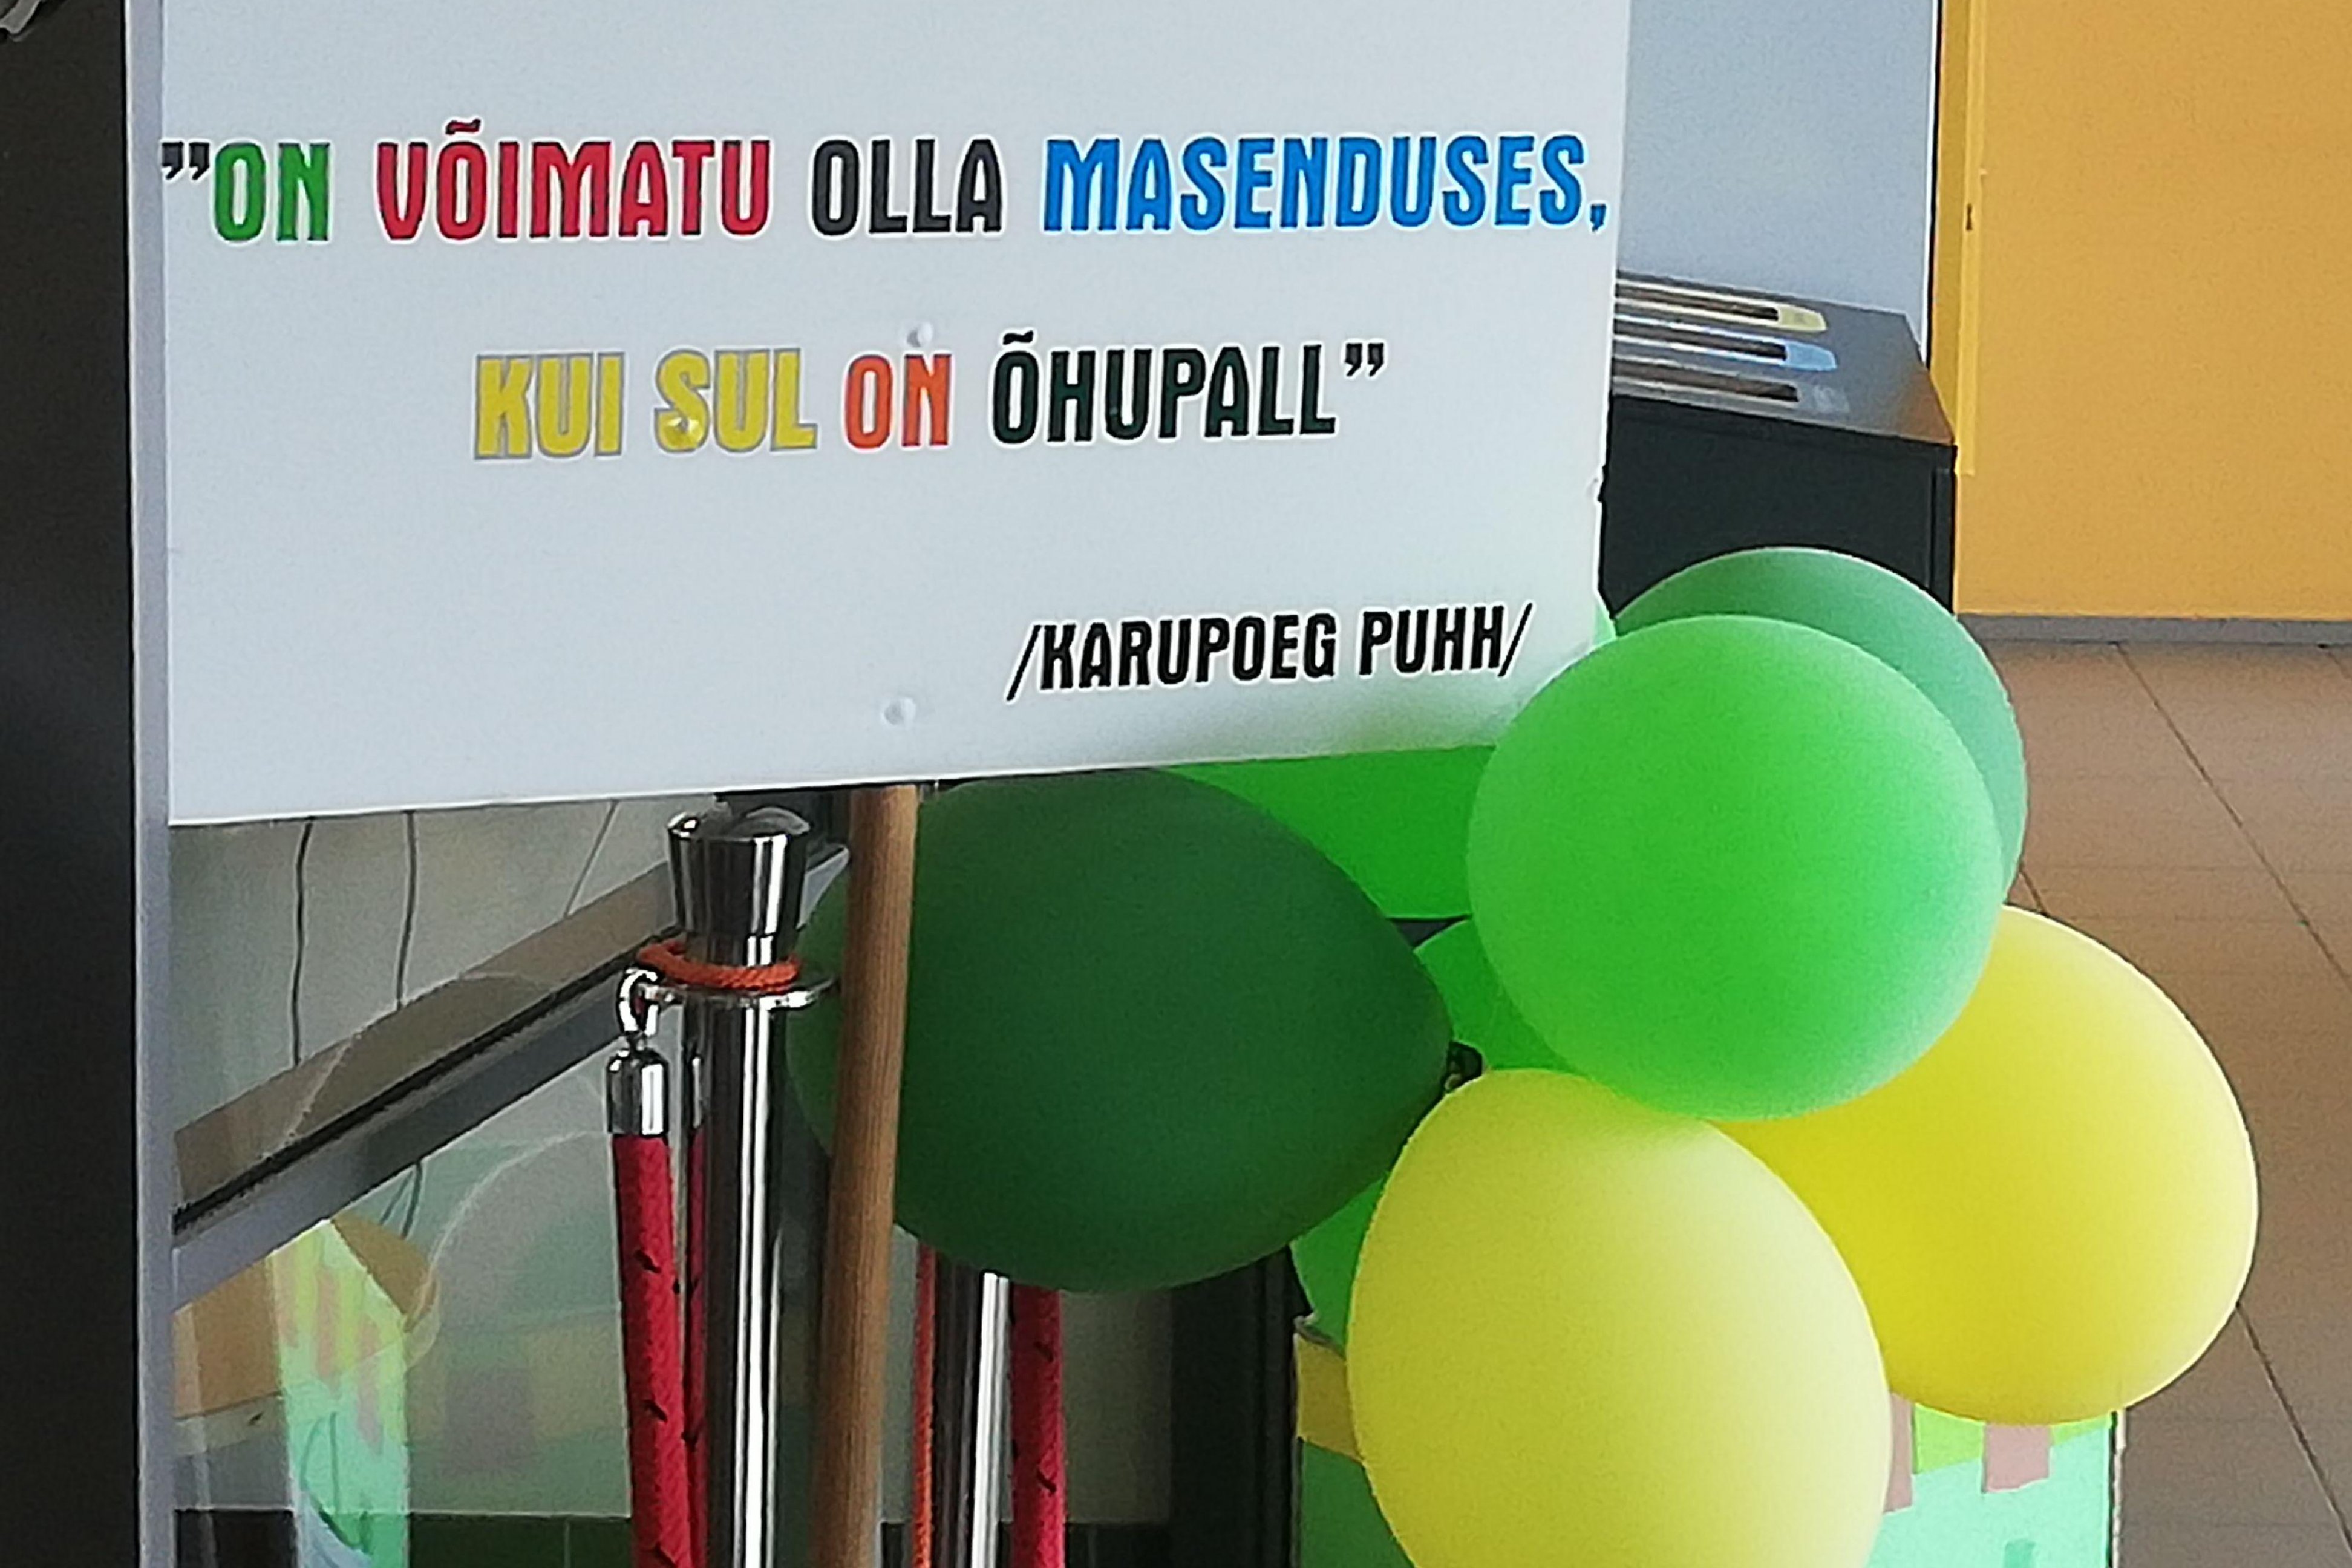 ”ON VÕIMATU OLLA MASENDUSES,
KUI SUL ON ÕHUPALL”
/KARUPOEG PUHH/